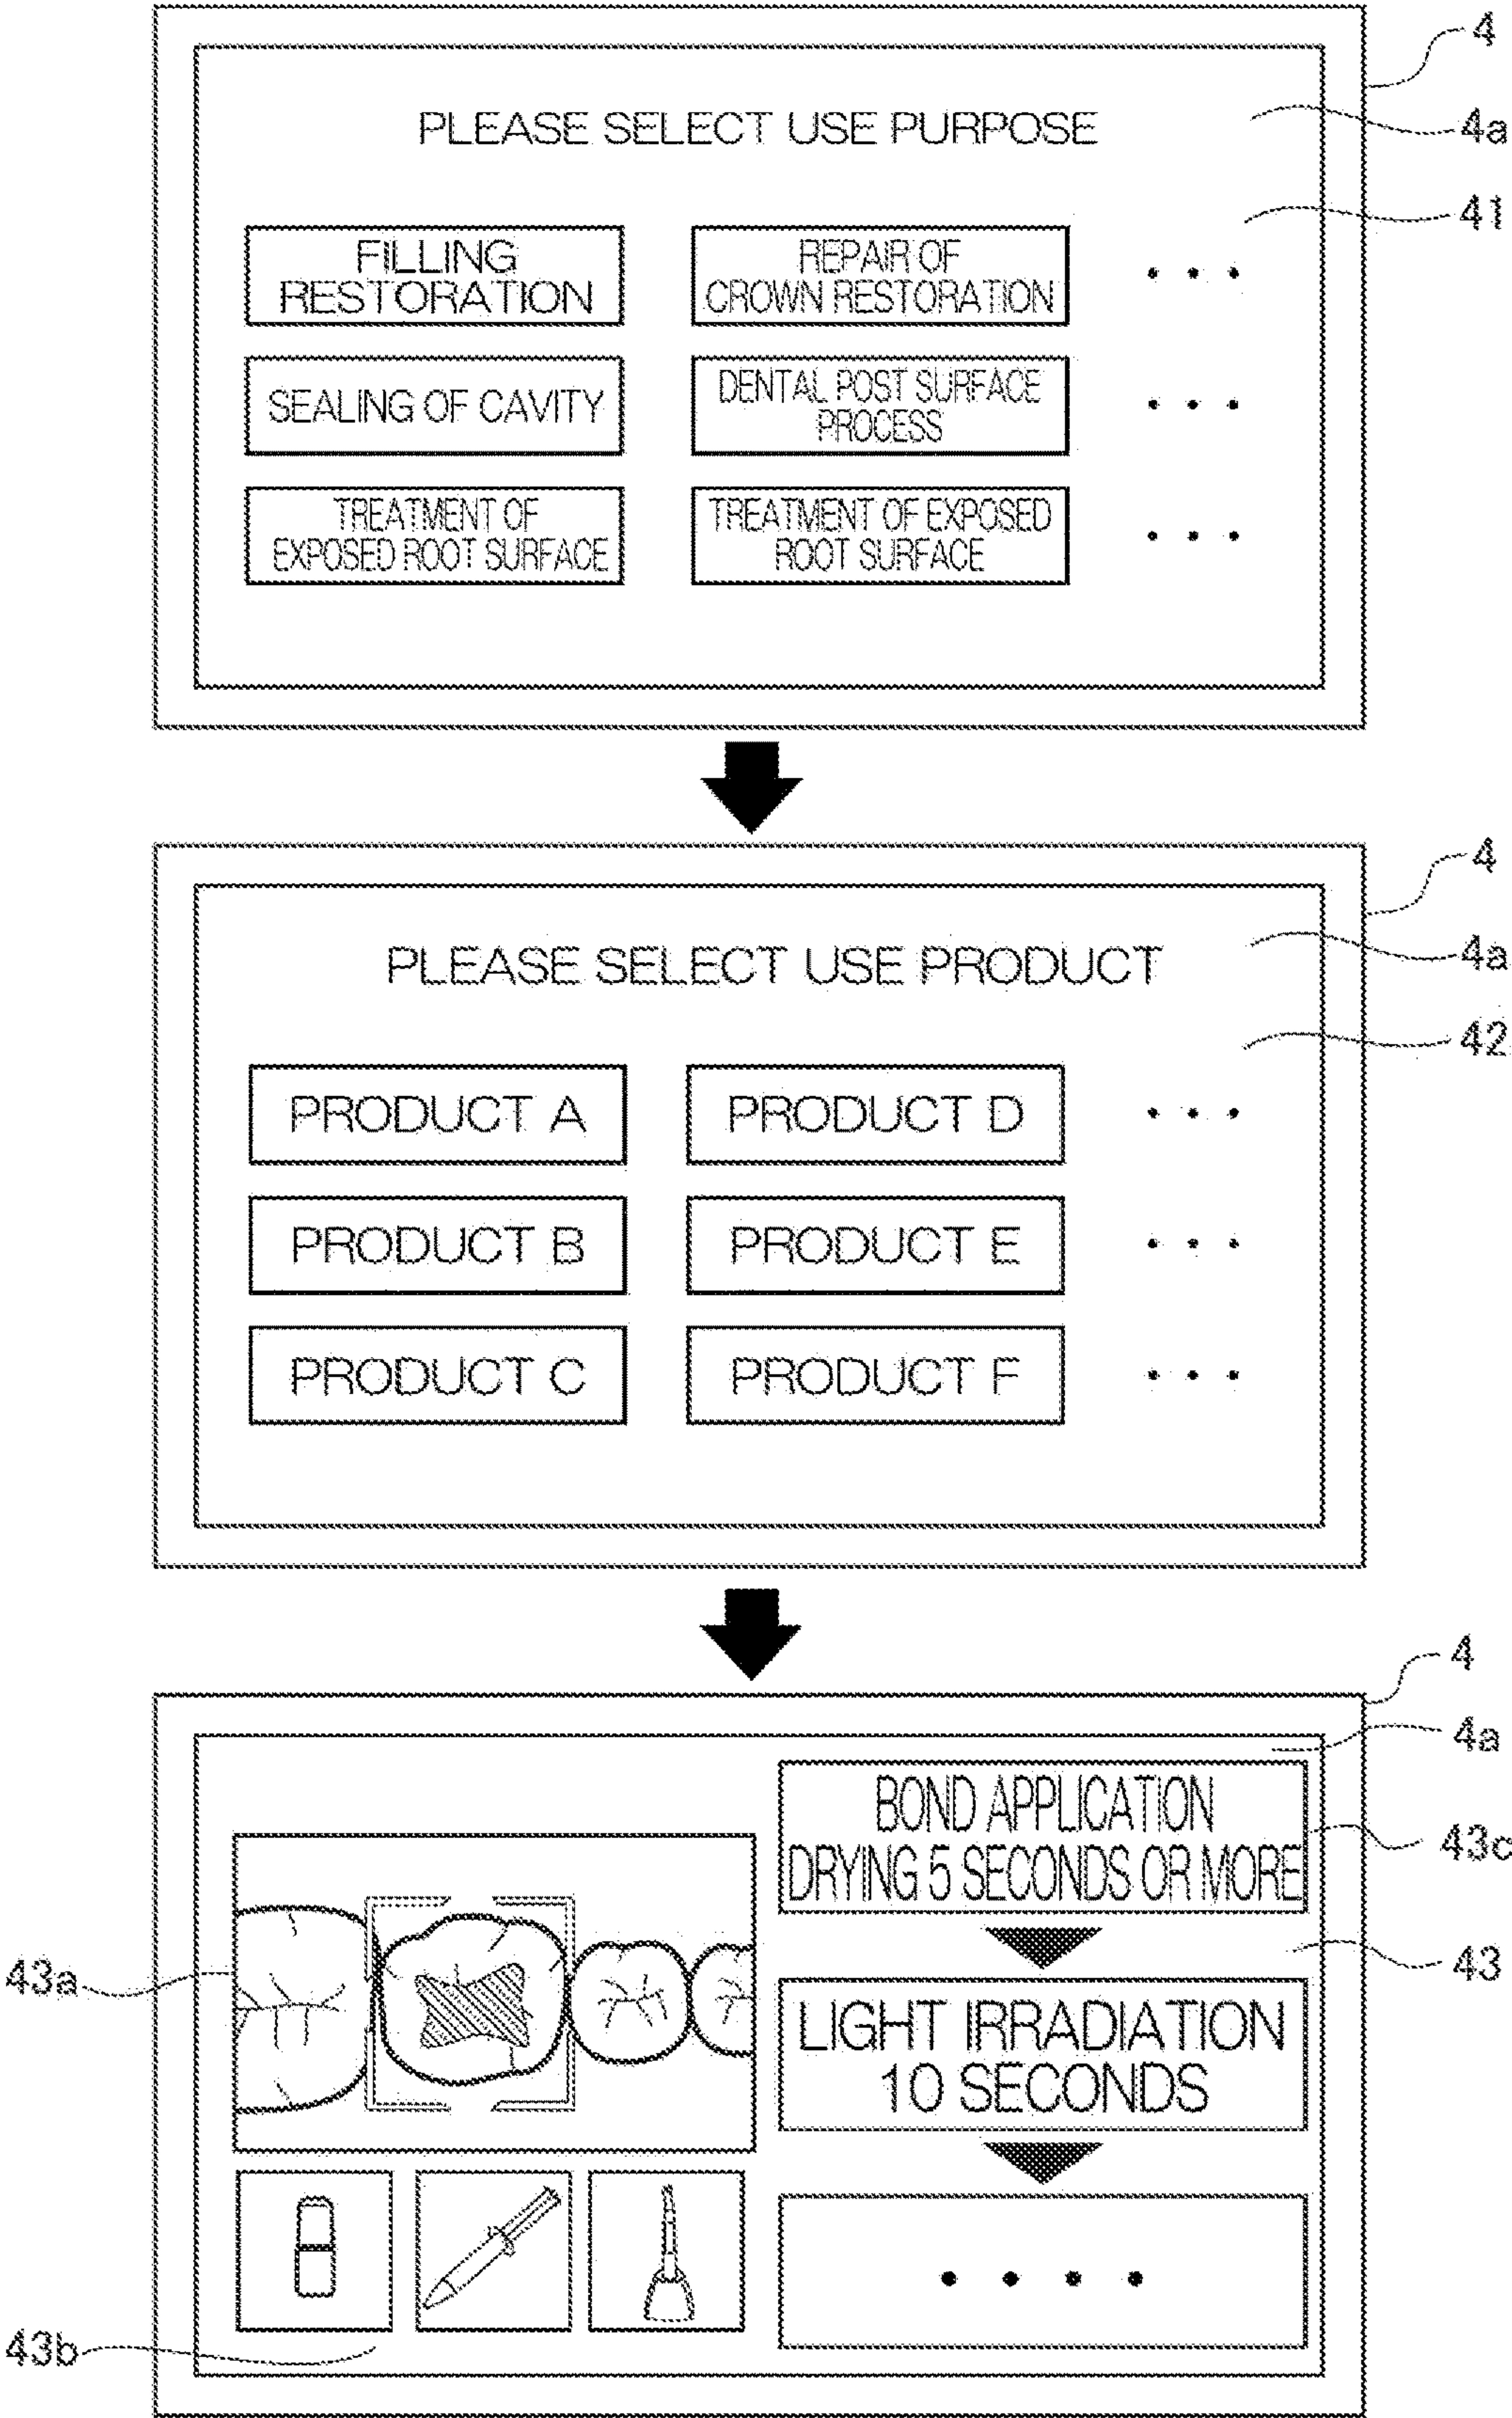 4
PLEASE SELECT USE PURPOSE
4a
41
FILLING
RESTORATION
REPAIR OF
CROWN RESTORATION
• • •
SEALING OF CAVITY
DENTAL POST SURFACE
PROCESS
• • •
TREATMENT OF
EXPOSED ROOT SURFACE
TREATMENT OF EXPOSED
ROOT SURFACE
• • •
4
PLEASE SELECT USE PRODUCT
4a
42
PRODUCT A
PRODUCT D
• • •
PRODUCT B
PRODUCT E
• • •
PRODUCT C
PRODUCT F
• • •
4
4a
BOND APPLICATION
DRYING 5 SECONDS OR MORE
43c
43a
43
LIGHT IRRADIATION
10 SECONDS
• • • •
43b